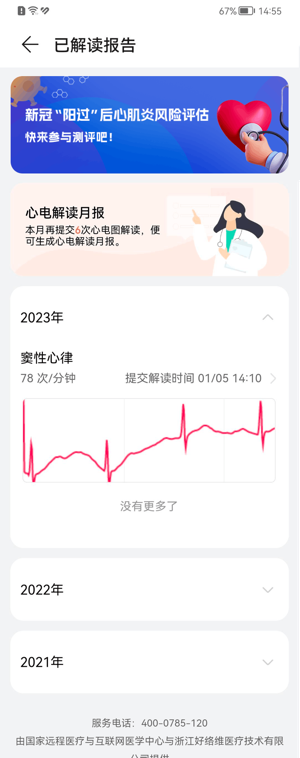 67% 14:55
已解读报告
新冠“阳过”后心肌炎风险评估
快来参与测评吧！
心电解读月报
本月再提交6次心电图解读，便
可生成心电解读月报。
2023年
窦性心律
78 次/分钟 提交解读时间 01/05 14:10
没有更多了
2022年
2021年
服务电话：400-0785-120
由国家远程医疗与互联网医学中心与浙江好络维医疗技术有限
公司提供